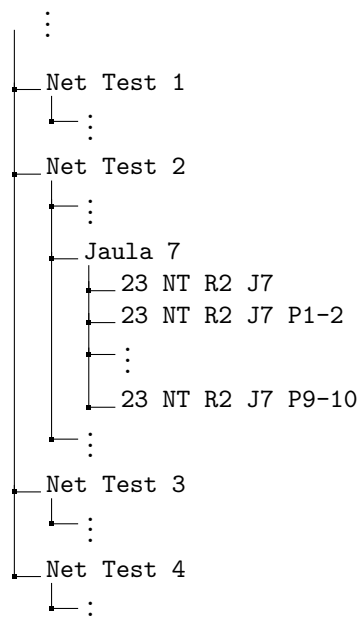 ⋮
Net Test 1
⋮
Net Test 2
⋮
Jaula 7
23 NT R2 J7
23 NT R2 J7 P1-2
⋮
23 NT R2 J7 P9-10
⋮
Net Test 3
⋮
Net Test 4
⋮